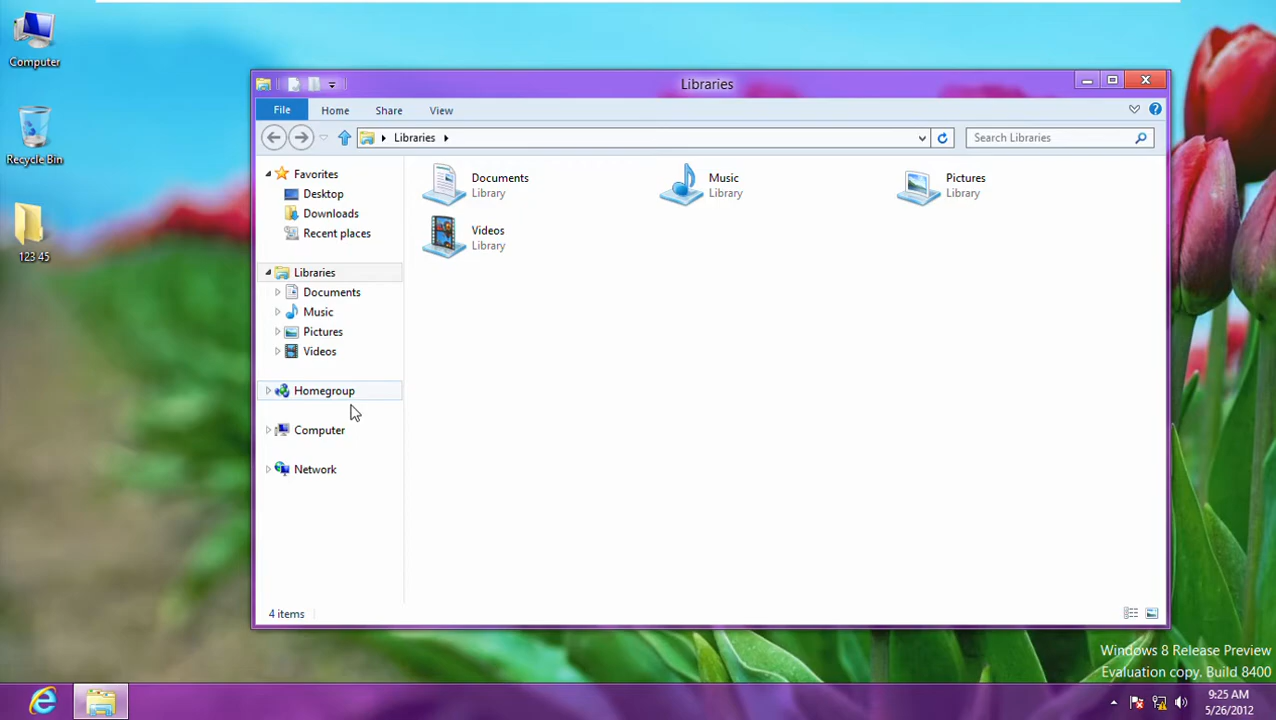 Computer
Recycle Bin
123 45
Libraries
File Home Share View
Libraries
Search Libraries
Favorites
Desktop
Downloads
Recent places
Libraries
Documents
Music
Pictures
Videos
Homegroup
Computer
Network
Documents
Library
Music
Library
Pictures
Library
Videos
Library
4 items
Windows 8 Release Preview
Evaluation copy. Build 8400
9:25 AM
5/26/2012